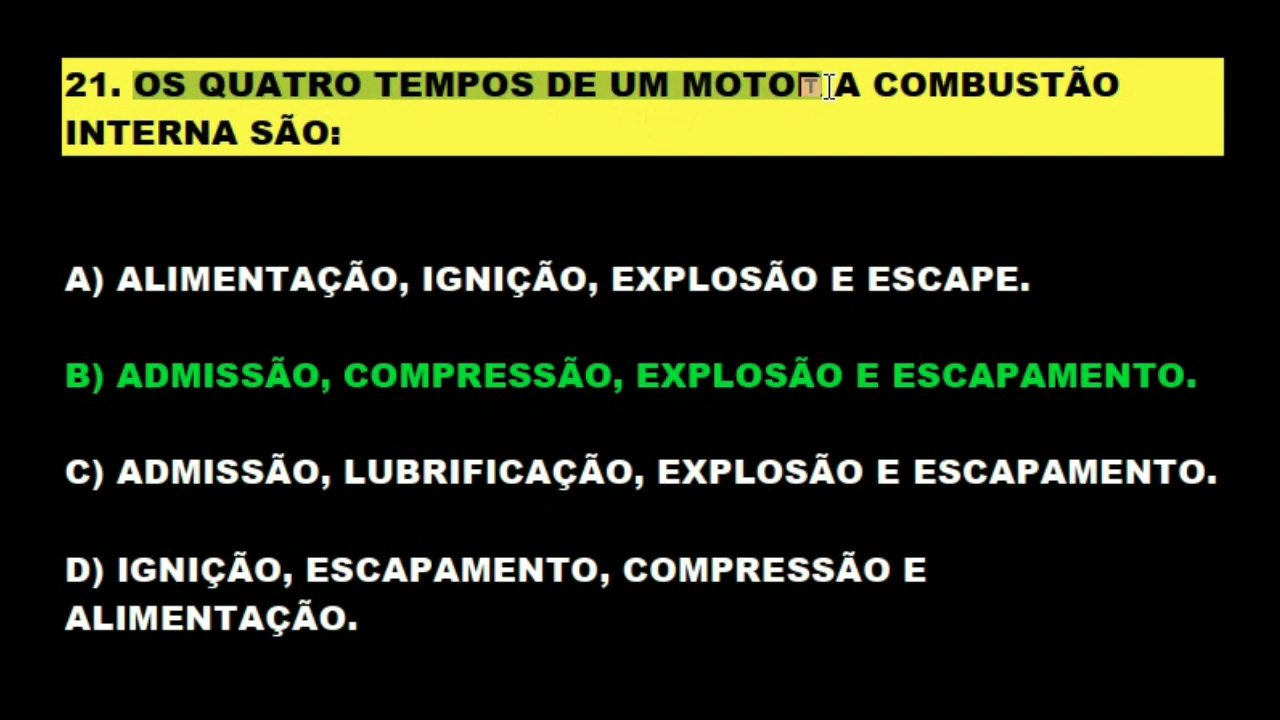 21. OS QUATRO TEMPOS DE UM MOTOR A COMBUSTÃO
INTERNA SÃO:
A) ALIMENTAÇÃO, IGNIÇÃO, EXPLOSÃO E ESCAPE.
B) ADMISSÃO, COMPRESSÃO, EXPLOSÃO E ESCAPAMENTO.
C) ADMISSÃO, LUBRIFICAÇÃO, EXPLOSÃO E ESCAPAMENTO.
D) IGNIÇÃO, ESCAPAMENTO, COMPRESSÃO E
ALIMENTAÇÃO.